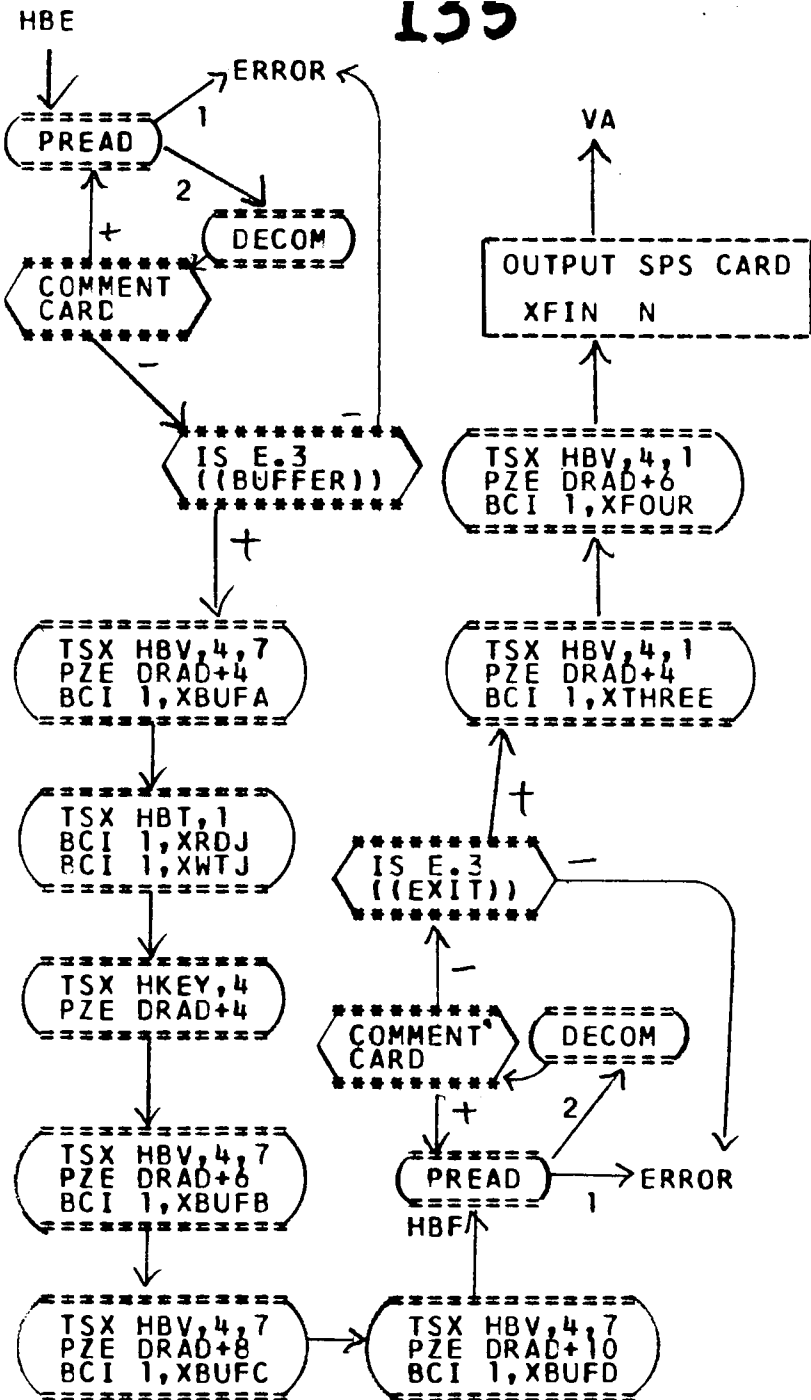 135
HBE
ERROR
1
PREAD
2
DECOM
+
COMMENT
CARD
-
-
IS E.3
((BUFFER))
+
TSX HBV,4,7
PZE DRAD+4
BCI 1,XBUFA
TSX HBT,1
BCI 1,XRDJ
BCI 1,XWTJ
TSX HKEY,4
PZE DRAD+4
TSX HBV,4,7
PZE DRAD+6
BCI 1,XBUFB
TSX HBV,4,7
PZE DRAD+8
BCI 1,XBUFC
TSX HBV,4,7
PZE DRAD+10
BCI 1,XBUFD
HBF
PREAD
1
ERROR
2
DECOM
+
COMMENT
CARD
-
IS E.3
((EXIT))
-
+
TSX HBV,4,1
PZE DRAD+4
BCI 1,XTHREE
TSX HBV,4,1
PZE DRAD+6
BCI 1,XFOUR
OUTPUT SPS CARD
XFIN N
VA